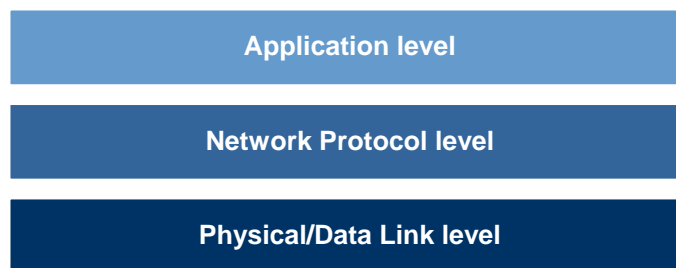 Application level
Network Protocol level
Physical/Data Link level